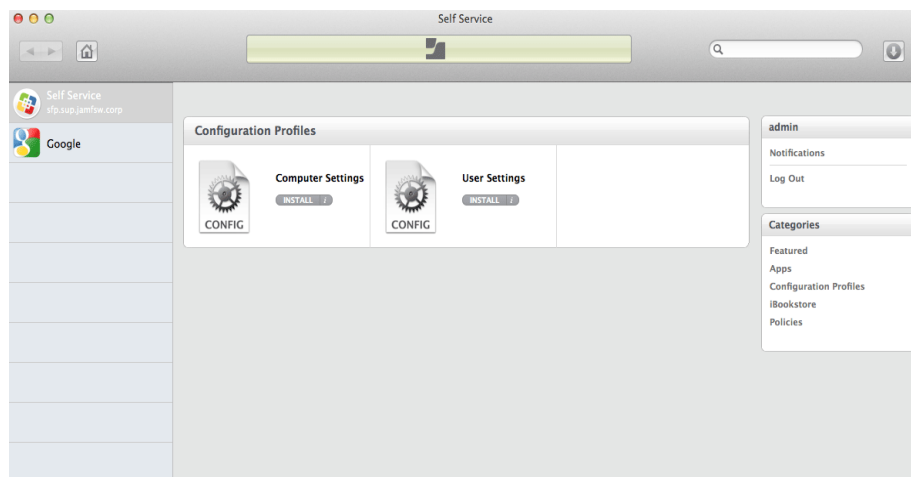 Self Service
Self Service
sfp.sup.jamfsw.corp
Google
Configuration Profiles
Computer Settings
INSTALL i
CONFIG
User Settings
INSTALL i
CONFIG
admin
Notifications
Log Out
Categories
Featured
Apps
Configuration Profiles
iBookstore
Policies